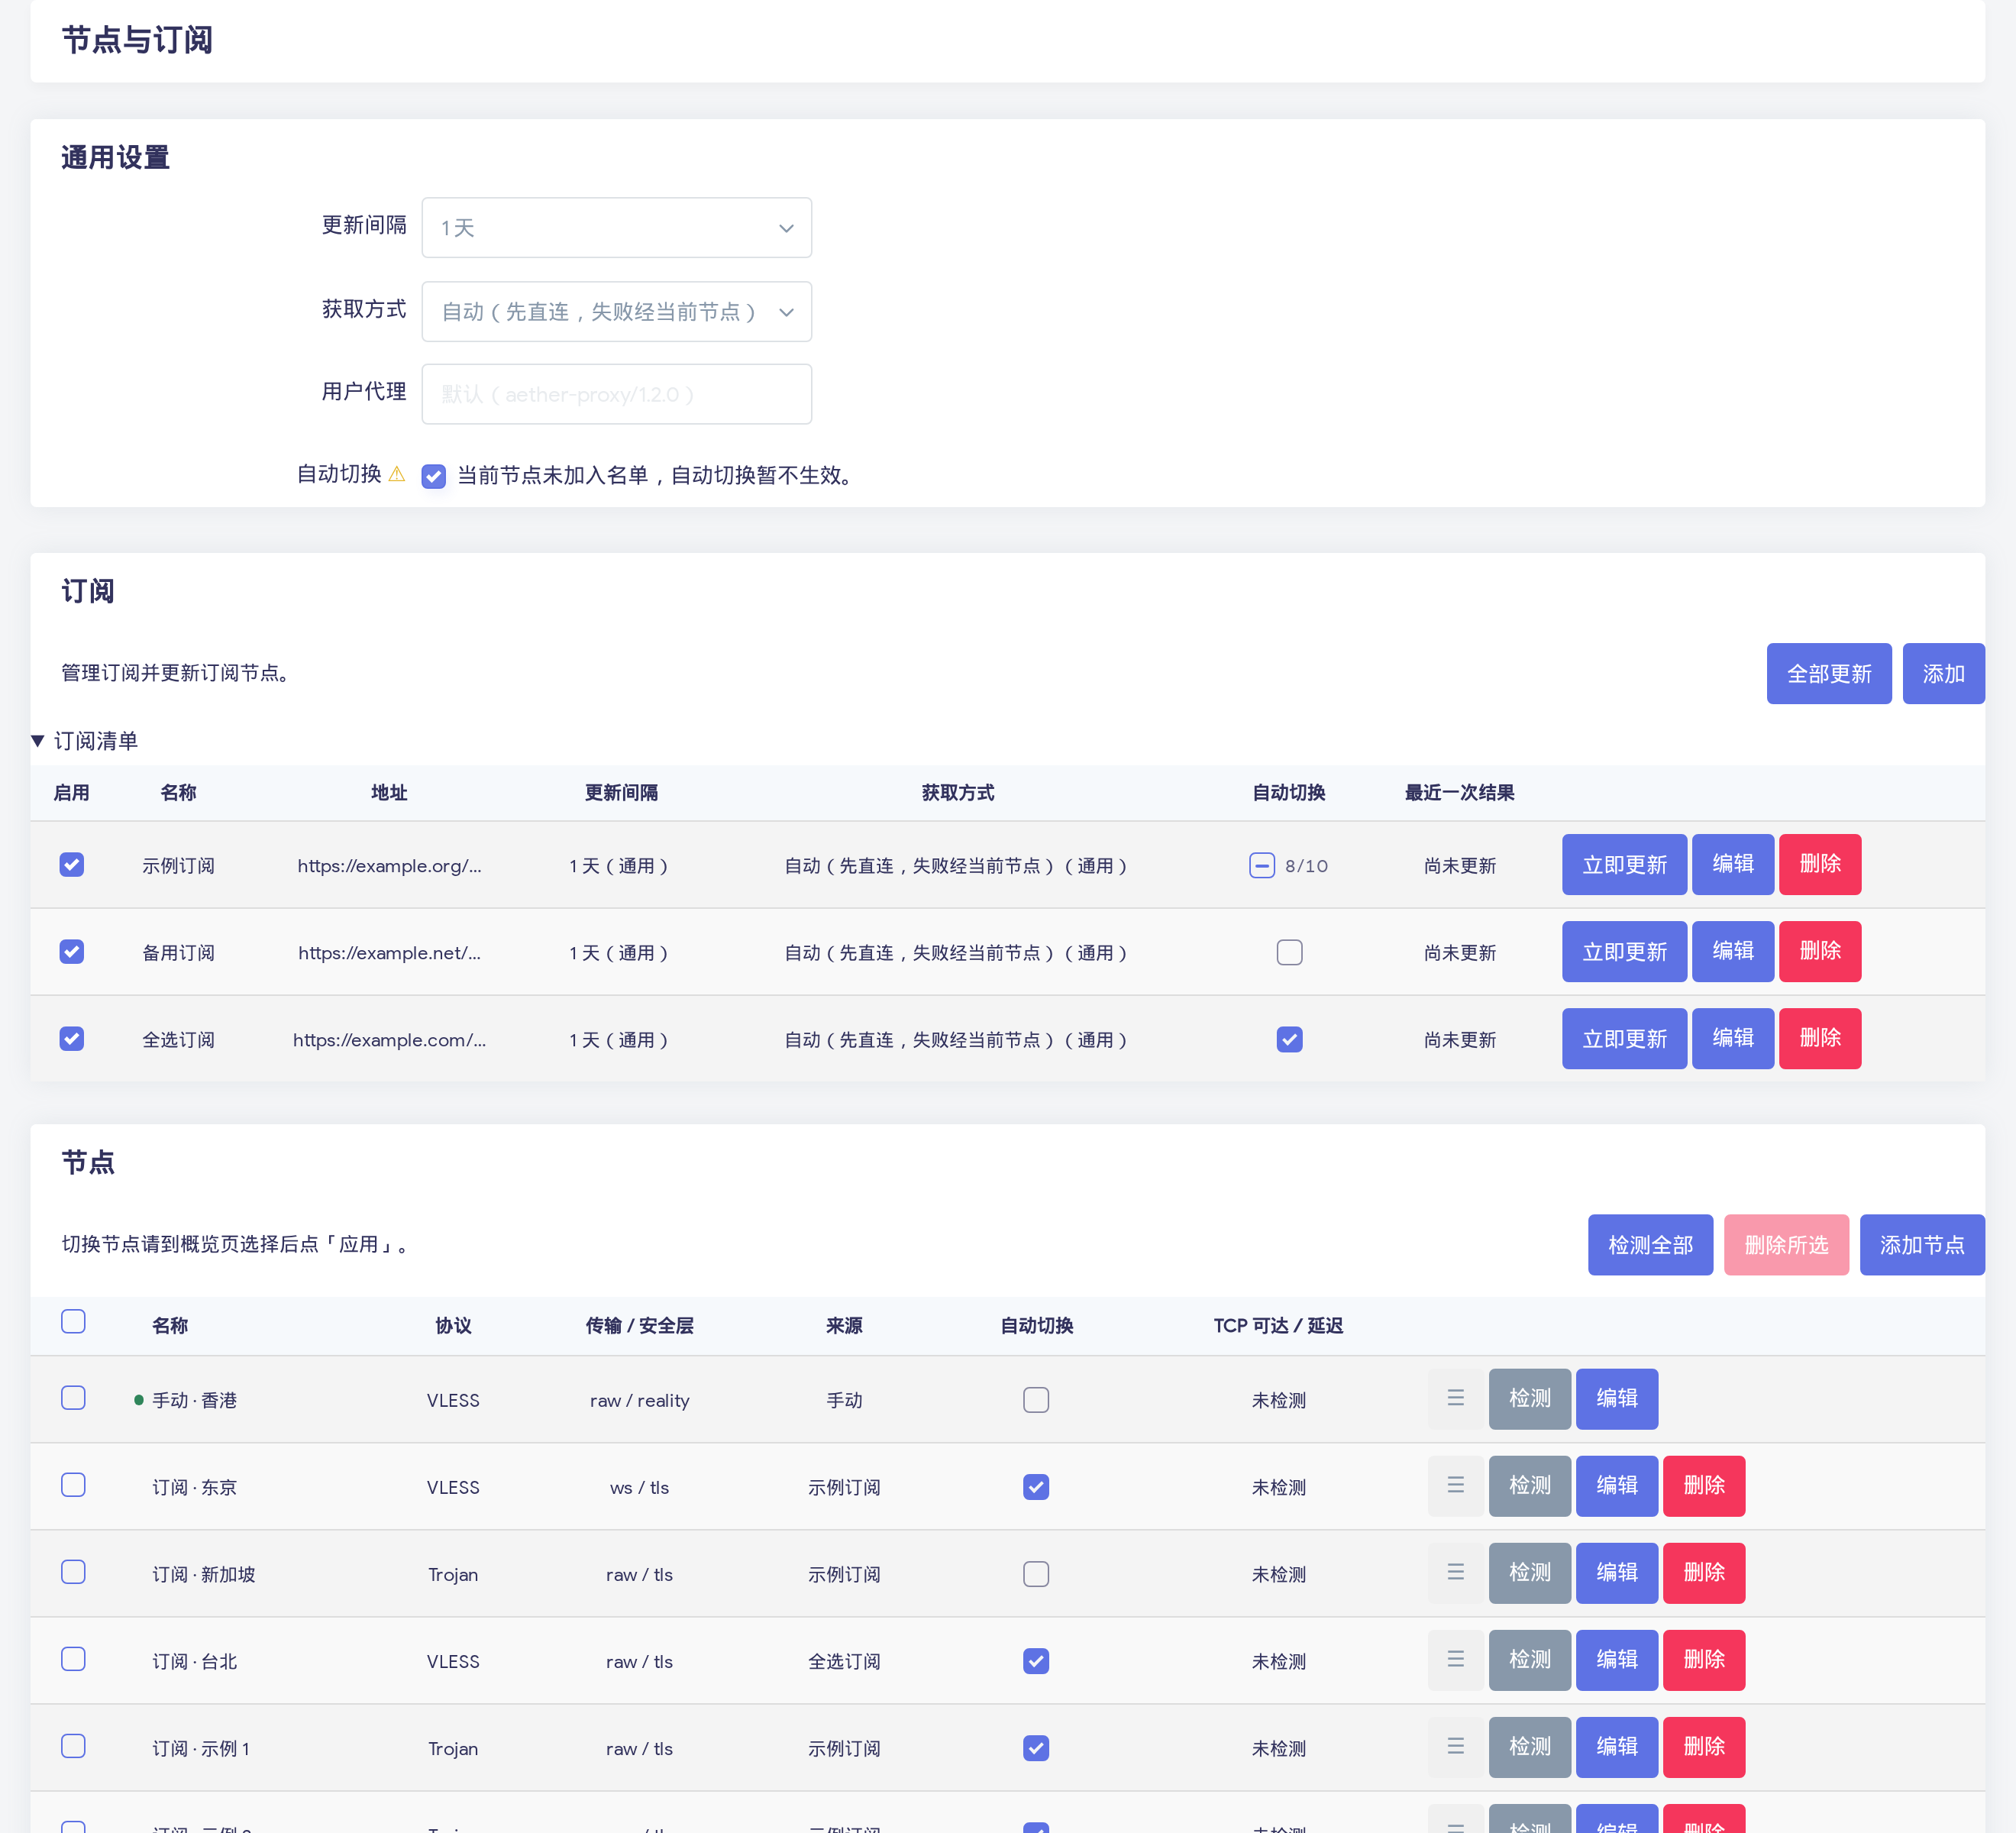 节点与订阅
通用设置
更新间隔 1 天
获取方式 自动（先直连，失败经当前节点）
用户代理 默认（aether-proxy/1.2.0）
自动切换 ⚠ 当前节点未加入名单，自动切换暂不生效。
订阅
管理订阅并更新订阅节点。 全部更新 添加
▼ 订阅清单
启用 名称 地址 更新间隔 获取方式 自动切换 最近一次结果
示例订阅 https://example.org/... 1 天（通用） 自动（先直连，失败经当前节点）（通用） 8/10 尚未更新 立即更新 编辑 删除
备用订阅 https://example.net/... 1 天（通用） 自动（先直连，失败经当前节点）（通用） 尚未更新 立即更新 编辑 删除
全选订阅 https://example.com/... 1 天（通用） 自动（先直连，失败经当前节点）（通用） 尚未更新 立即更新 编辑 删除
节点
切换节点请到概览页选择后点「应用」。 检测全部 删除所选 添加节点
名称 协议 传输 / 安全层 来源 自动切换 TCP 可达 / 延迟
手动 · 香港 VLESS raw / reality 手动 未检测 ☰ 检测 编辑
订阅 · 东京 VLESS ws / tls 示例订阅 未检测 ☰ 检测 编辑 删除
订阅 · 新加坡 Trojan raw / tls 示例订阅 未检测 ☰ 检测 编辑 删除
订阅 · 台北 VLESS raw / tls 全选订阅 未检测 ☰ 检测 编辑 删除
订阅 · 示例 1 Trojan raw / tls 示例订阅 未检测 ☰ 检测 编辑 删除